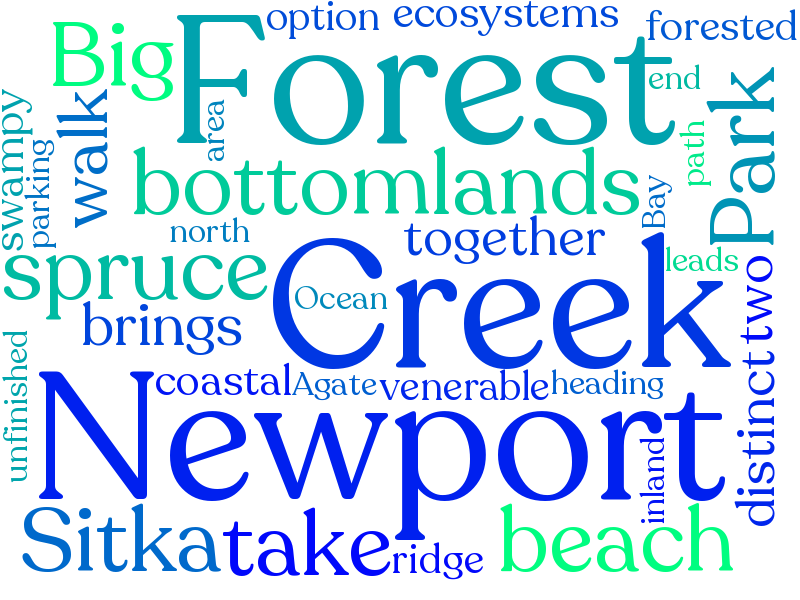 option
ecosystems
forested
Big
Forest
end
area
swampy
parking
walk
path
Park
bottomlands
Bay
north
together
spruce
leads
Ocean
Creek
brings
two
unfinished
coastal
Agate
venerable
heading
distinct
Newport
inland
Sitka
take
ridge
beach